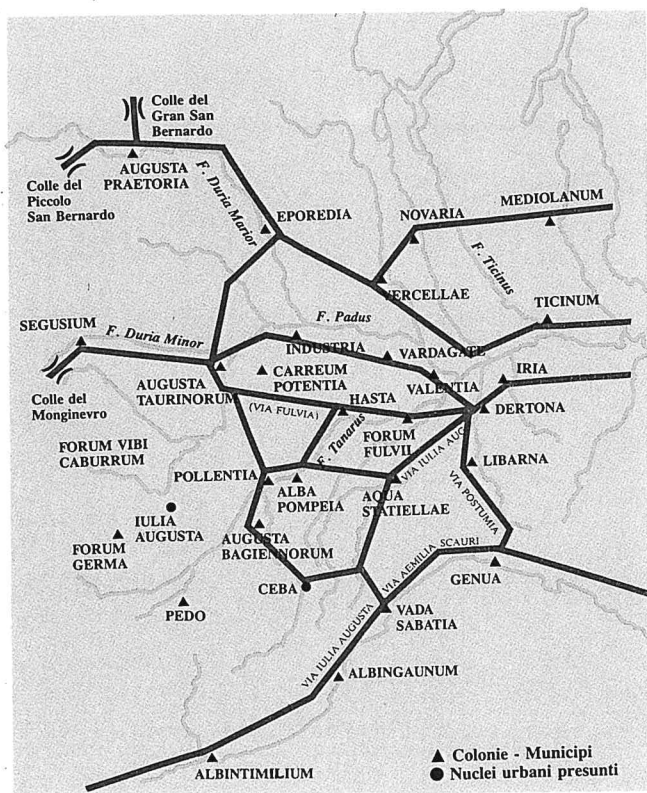 Colle del
Gran San
Bernardo
AUGUSTA
PRAETORIA
Colle del
Piccolo
San Bernardo
F. Duria Marior
EPOREDIA
NOVARIA
MEDIOLANUM
F. Ticinus
VERCELLAE
TICINUM
SEGUSIUM
F. Duria Minor
F. Padus
INDUSTRIA
VARDAGATE
IRIA
Colle del
Monginevro
AUGUSTA
TAURINORUM
CARREUM
POTENTIA
VALENTIA
(VIA FULVIA)
HASTA
DERTONA
FORUM VIBI
CABURRUM
F. Tanarus
FORUM
FULVII
VIA IULIA AUG.
LIBARNA
POLLENTIA
ALBA
POMPEIA
AQUA
STATIELLAE
VIA POSTUMIA
IULIA
AUGUSTA
FORUM
GERMA
AUGUSTA
BAGIENNORUM
VIA AEMILIA SCAURI
GENUA
CEBA
PEDO
VADA
SABATIA
VIA IULIA AUGUSTA
ALBINGAUNUM
ALBINTIMILIUM
Colonie - Municipi
Nuclei urbani presunti